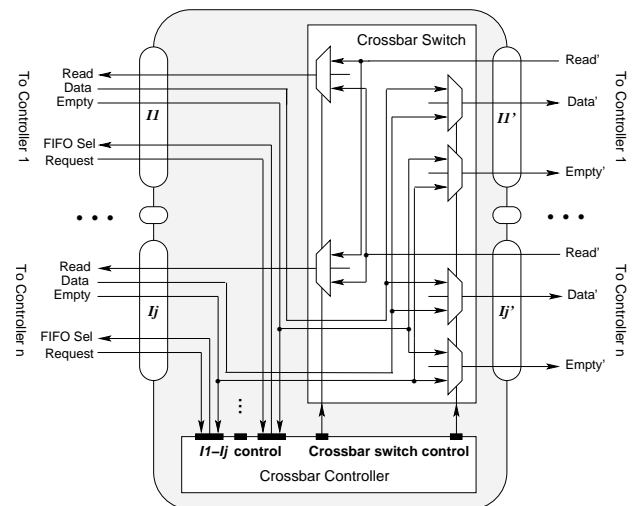 Crossbar Switch
To Controller 1
Read
Data
Empty
FIFO Sel
Request
I1
Read'
Data'
Empty'
I1'
To Controller 1
• • •
• • •
To Controller n
Read
Data
Empty
FIFO Sel
Request
Ij
Read'
Data'
Empty'
Ij'
To Controller n
...
I1–Ij control
Crossbar switch control
Crossbar Controller